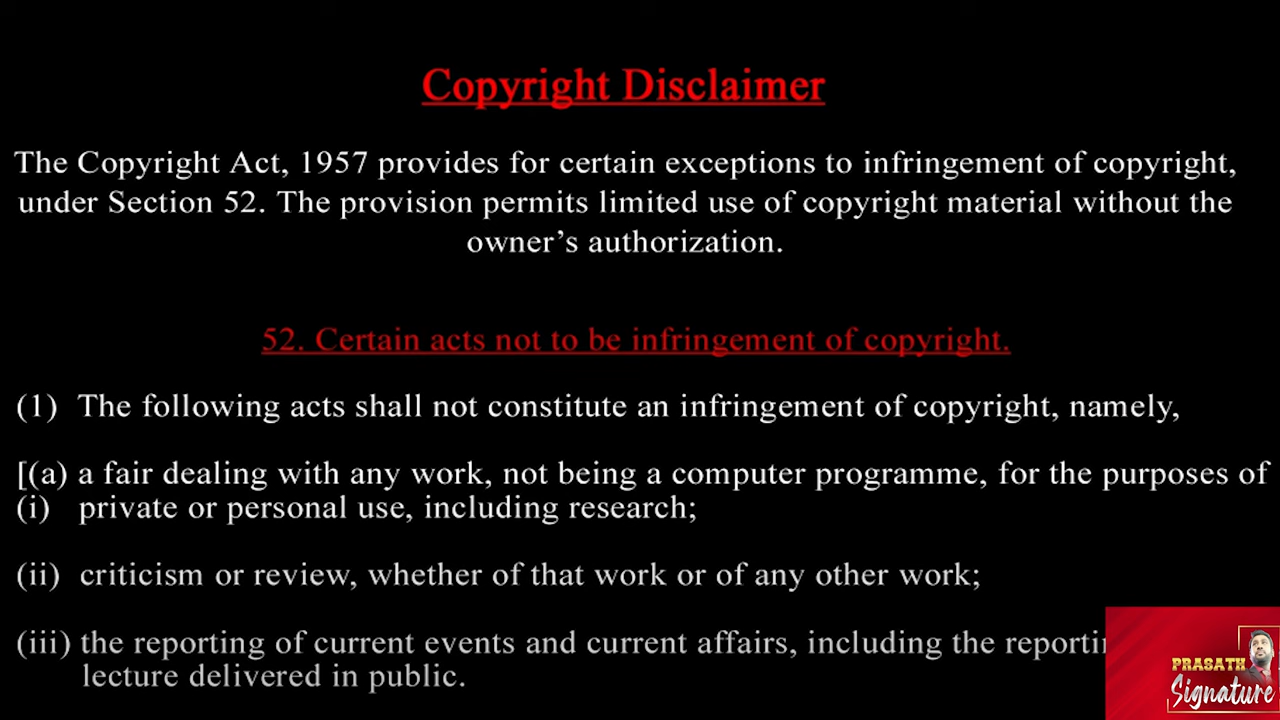 Copyright Disclaimer
The Copyright Act, 1957 provides for certain exceptions to infringement of copyright,
under Section 52. The provision permits limited use of copyright material without the
owner’s authorization.
52. Certain acts not to be infringement of copyright.
(1) The following acts shall not constitute an infringement of copyright, namely,
[(a) a fair dealing with any work, not being a computer programme, for the purposes of
(i) private or personal use, including research;
(ii) criticism or review, whether of that work or of any other work;
(iii) the reporting of current events and current affairs, including the
lecture delivered in public.
PRASATH
Signature